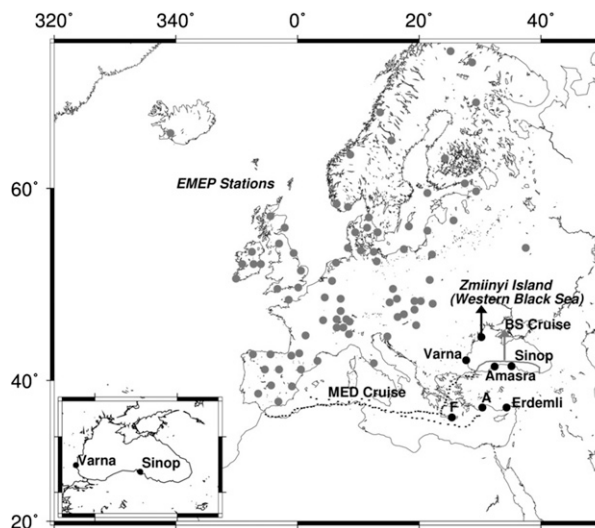 320˚ 340˚ 0˚ 20˚ 40˚
EMEP Stations
60˚
Zmiinyi Island
(Western Black Sea)
BS Cruise
Varna
Sinop
Amasra
40˚
MED Cruise
F
A
Erdemli
Varna
Sinop
20˚